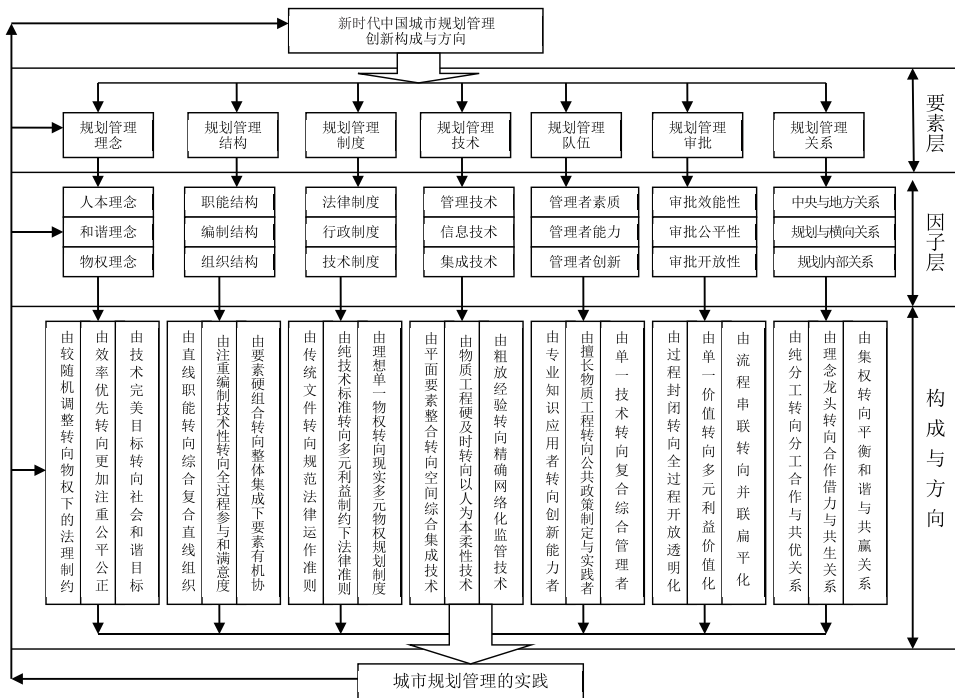 新时代中国城市规划管理
创新构成与方向
要素层
规划管理
理念
规划管理
结构
规划管理
制度
规划管理
技术
规划管理
队伍
规划管理
审批
规划管理
关系
因子层
人本理念
和谐理念
物权理念
职能结构
编制结构
组织结构
法律制度
行政制度
技术制度
管理技术
信息技术
集成技术
管理者素质
管理者能力
管理者创新
审批效能性
审批公平性
审批开放性
中央与地方关系
规划与横向关系
规划内部关系
构成与方向
由较随机调整转向物权下的法理制约
由效率优先转向更加注重公平公正
由技术完美目标转向社会和谐目标
由直线职能转向综合复合直线组织
由注重编制技术性转向全过程参与和满意度
由要素硬组合转向整体集成下要素有机协
由传统文件转向规范法律运作准则
由纯技术标准转向多元利益制约下法律准则
由理想单一物权转向现实多元物权规划制度
由平面要素整合转向空间综合集成技术
由物质工程硬及时转向以人为本柔性技术
由粗放经验转向精确网络化监管技术
由专业知识应用者转向创新能力者
由擅长物质工程转向公共政策制定与实践者
由单一技术转向复合综合管理者
由过程封闭转向全过程开放透明化
由单一价值转向多元利益价值化
由流程串联转向并联扁平化
由纯分工转向分工合作与共优关系
由理念龙头转向合作借力与共生关系
由集权转向平衡和谐与共赢关系
城市规划管理的实践